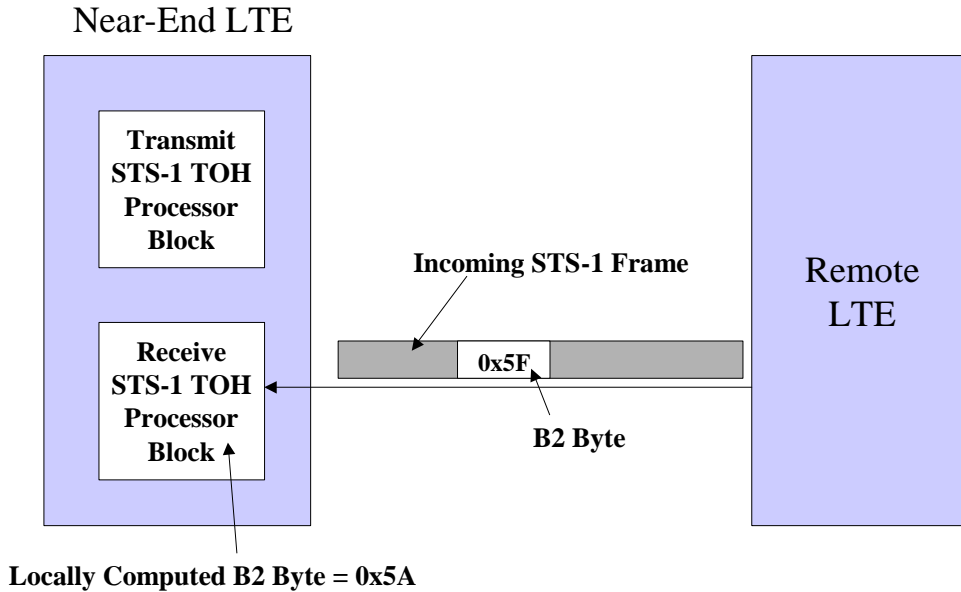 Near-End LTE
Transmit
STS-1 TOH
Processor
Block
Incoming STS-1 Frame
Remote
LTE
Receive
STS-1 TOH
Processor
Block
0x5F
B2 Byte
Locally Computed B2 Byte = 0x5A